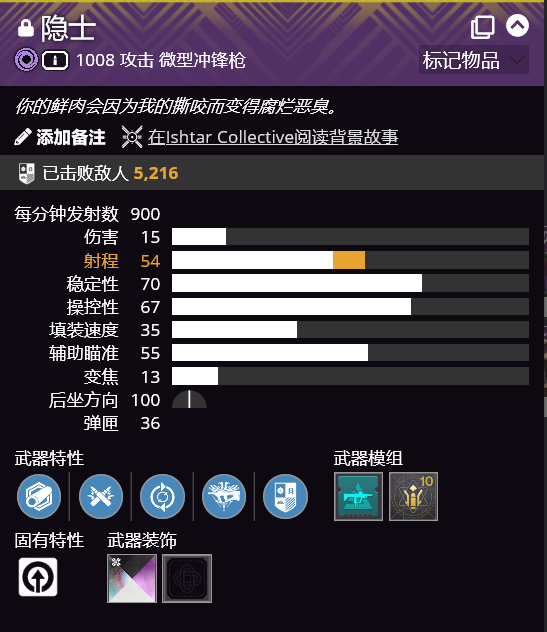 隐士
1008 攻击 微型冲锋枪
标记物品
你的鲜肉会因为我的撕咬而变得腐烂恶臭。
添加备注 在Ishtar Collective阅读背景故事
已击败敌人 5,216
每分钟发射数 900
伤害 15
射程 54
稳定性 70
操控性 67
填装速度 35
辅助瞄准 55
变焦 13
后坐方向 100
弹匣 36
武器特性 武器模组
10
固有特性 武器装饰